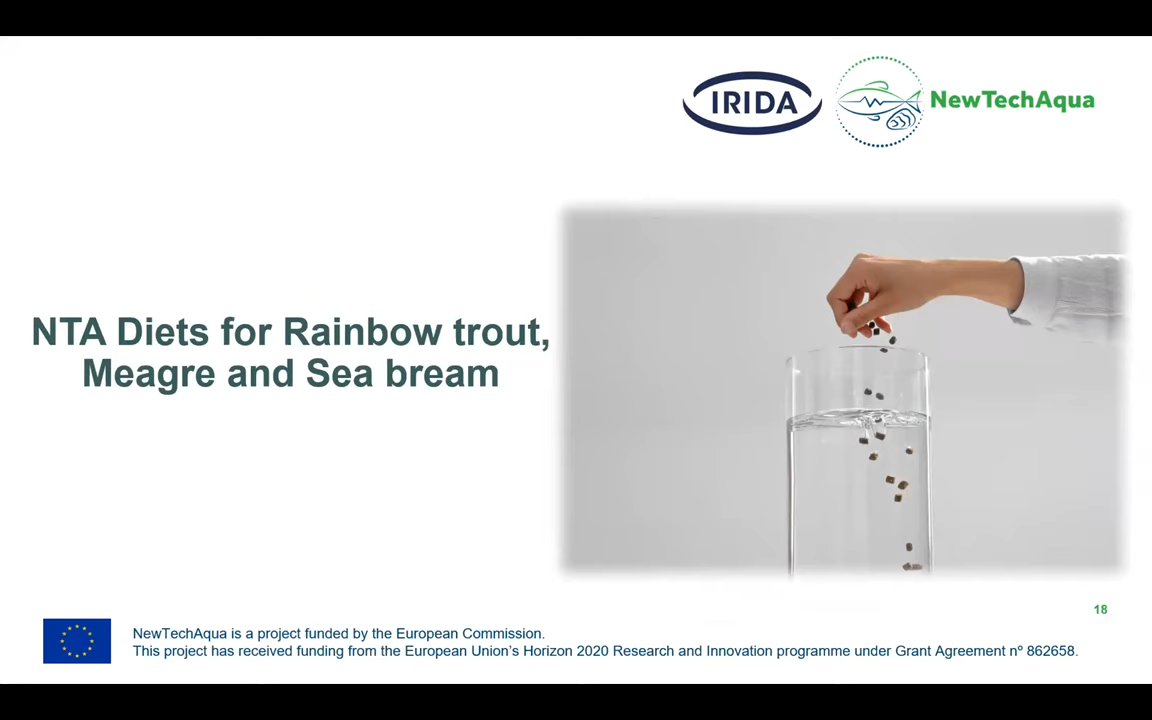 IRIDA
NewTechAqua
NTA Diets for Rainbow trout,
Meagre and Sea bream
18
NewTechAqua is a project funded by the European Commission.
This project has received funding from the European Union's Horizon 2020 Research and Innovation programme under Grant Agreement nº 862658.